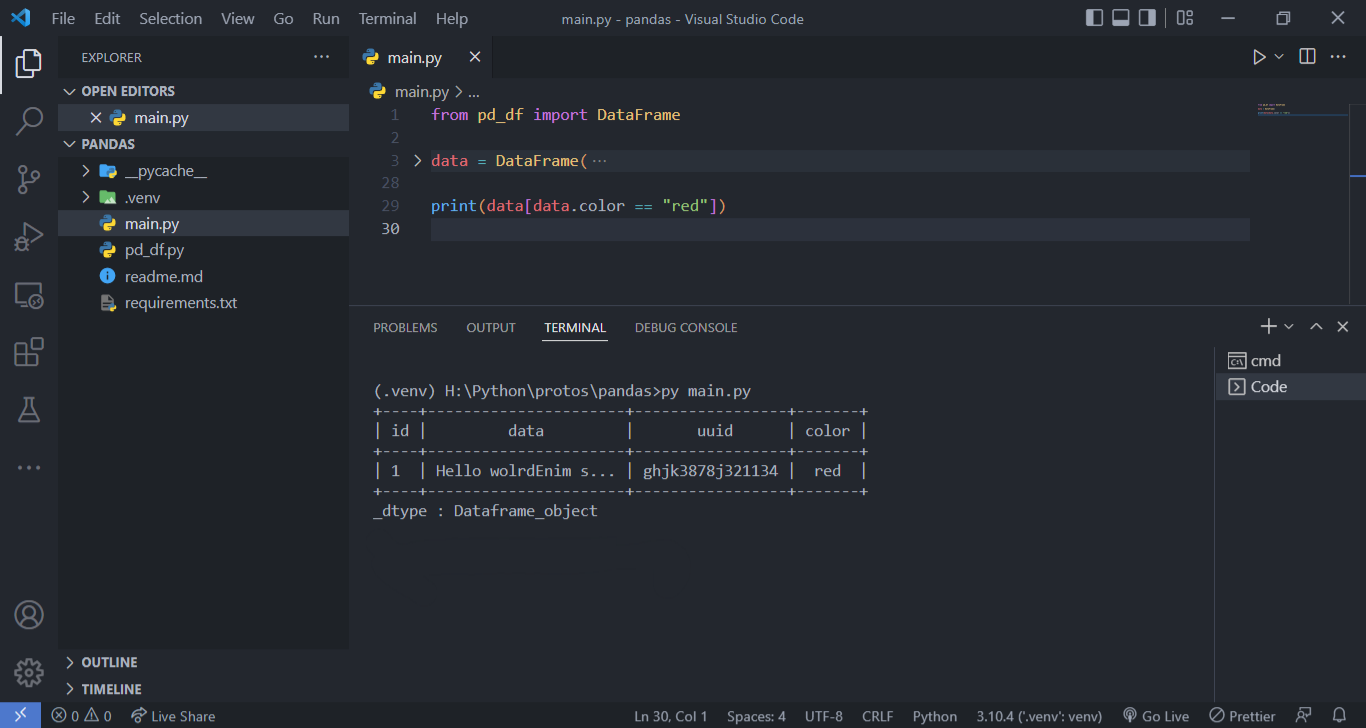 File Edit Selection View Go Run Terminal Help main.py - pandas - Visual Studio Code
EXPLORER ···
OPEN EDITORS
main.py
PANDAS
__pycache__
.venv
main.py
pd_df.py
readme.md
requirements.txt
OUTLINE
TIMELINE
main.py
main.py > ...
1 from pd_df import DataFrame
2
3 data = DataFrame( ···
28
29 print(data[data.color == "red"])
30
PROBLEMS OUTPUT TERMINAL DEBUG CONSOLE
(.venv) H:\Python\protos\pandas>py main.py
+----+----------------------+-----------------+-------+
| id | data | uuid | color |
+----+----------------------+-----------------+-------+
| 1 | Hello wolrdEnim s... | ghjk3878j321134 | red |
+----+----------------------+-----------------+-------+
_dtype : Dataframe_object
cmd
Code
0 0 Live Share Ln 30, Col 1 Spaces: 4 UTF-8 CRLF Python 3.10.4 ('.venv': venv) Go Live Prettier